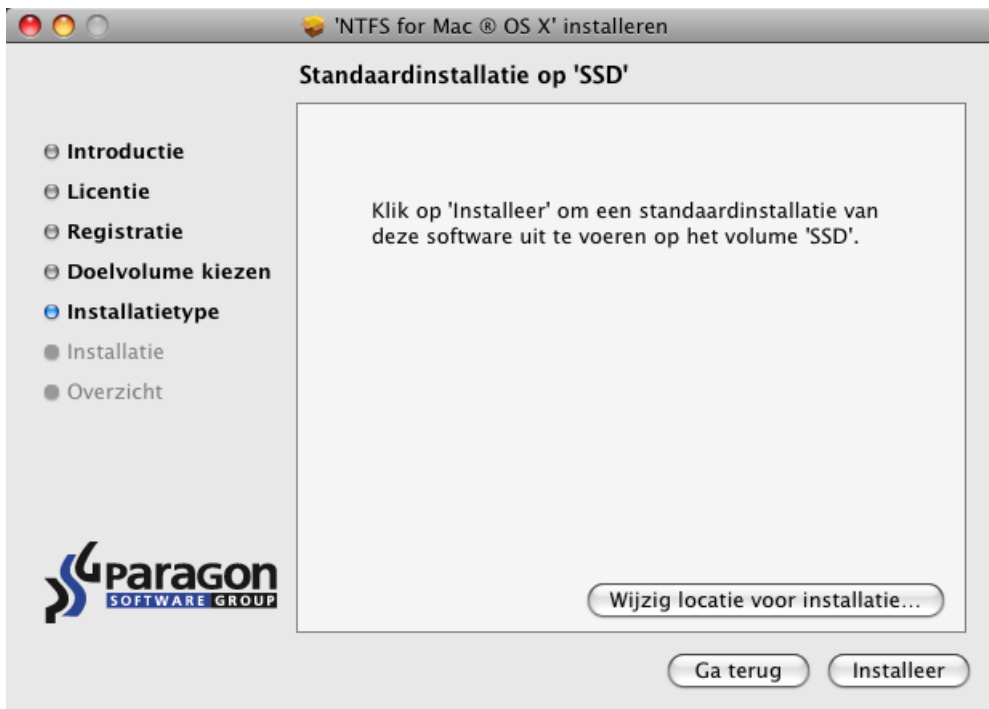 'NTFS for Mac ® OS X' installeren
Standaardinstallatie op 'SSD'
Introductie
Licentie
Registratie
Doelvolume kiezen
Installatietype
Installatie
Overzicht
Klik op 'Installeer' om een standaardinstallatie van
deze software uit te voeren op het volume 'SSD'.
paragon
SOFTWARE GROUP
Wijzig locatie voor installatie...
Ga terug
Installeer